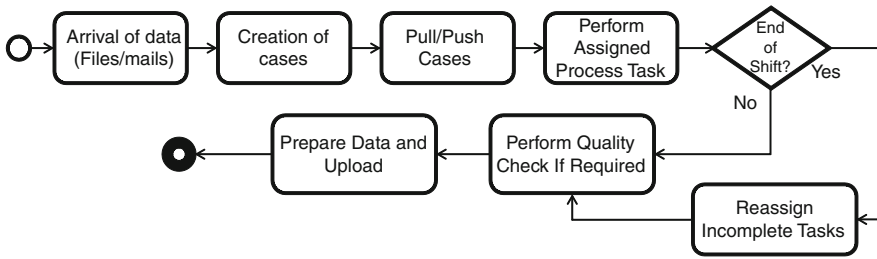 Arrival of data
(Files/mails)
Creation of
cases
Pull/Push
Cases
Perform
Assigned
Process Task
End
of
Shift?
Yes
No
Prepare Data and
Upload
Perform Quality
Check If Required
Reassign
Incomplete Tasks